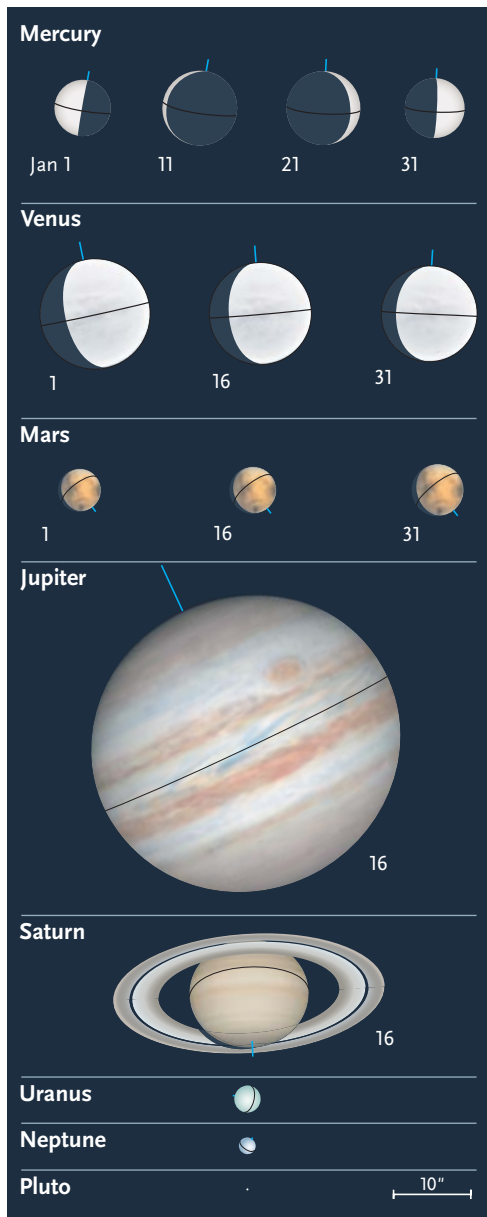 Mercury
Jan 1 11 21 31
Venus
1 16 31
Mars
1 16 31
Jupiter
16
Saturn
16
Uranus
Neptune
Pluto
10"